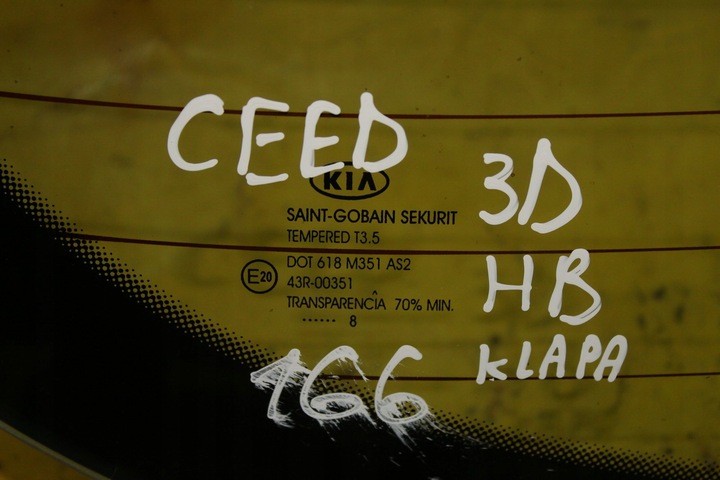 CEED
3D
KIA
SAINT-GOBAIN SEKURIT
TEMPERED T3.5
DOT 618 M351 AS2
E20
43R-00351
TRANSPARENCÎA 70% MIN.
...... 8
HB
KLAPA
166